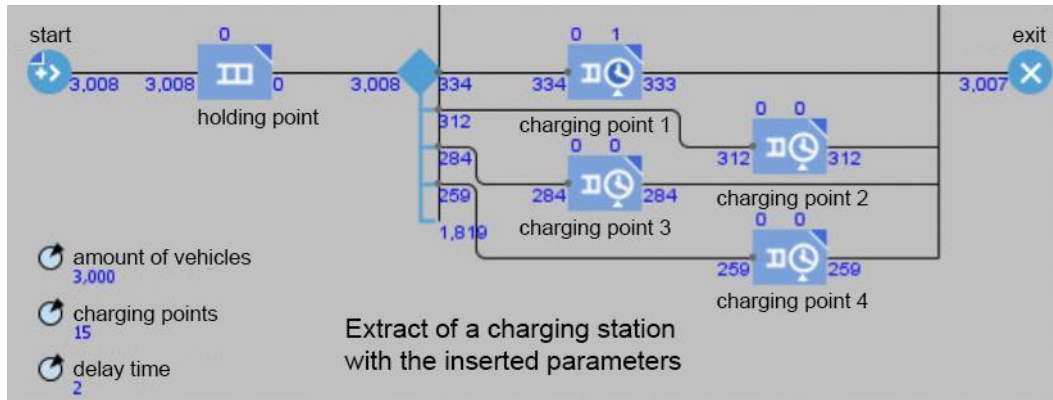 start
0
0 1
exit
3,008 3,008 0 3,008 334 334 333 3,007
holding point
312 charging point 1 0 0
0 0
284 312 312
259 284 284 charging point 2
1,819 charging point 3 0 0
amount of vehicles
3,000
259 259
charging points
15
charging point 4
Extract of a charging station
with the inserted parameters
delay time
2